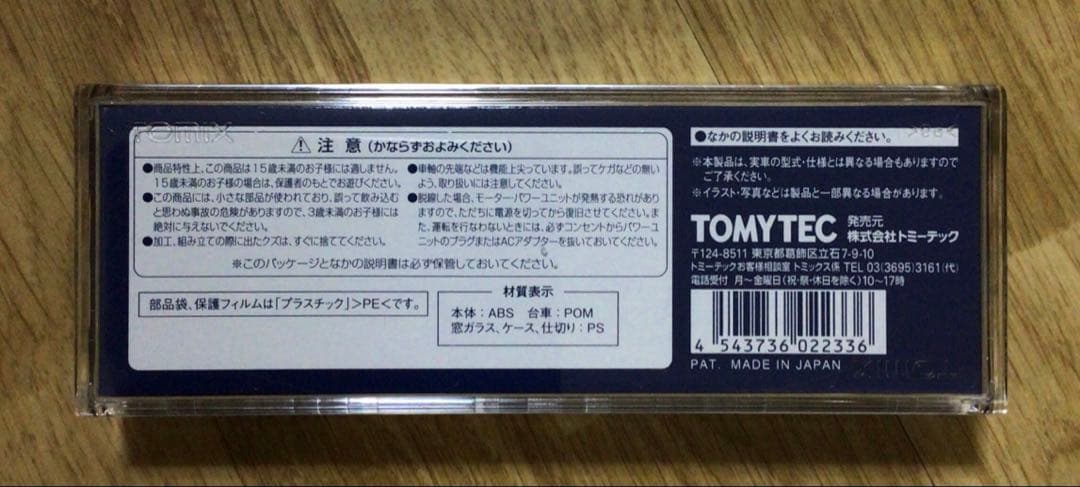 TOMIX
⚠ 注 意 (かならずおよみください)
●商品特性上、この商品は15歳未満のお子様には適しません。
15歳未満のお子様の場合は、保護者のもとでお遊びください。
●この商品には、小さな部品が使われており、誤って飲み込む
と思わぬ事故の危険がありますので、3歳未満のお子様には
絶対に与えないでください。
●加工、組み立ての際に出たクズは、すぐに捨ててください。
●車軸の先端などは機能上尖っています。誤ってケガなどの無い
よう、取り扱いには注意してください。
●脱線した場合、モーター・パワーユニットが発熱する恐れがあり
ますので、ただちに電源を切ってから復旧させてください。ま
た、運転を行なわないときには、必ずコンセントからパワーユ
ニットのプラグまたはACアダプターを抜いておいてください。
※このパッケージとなかの説明書は必ず保管しておいてください。
部品袋、保護フィルムは「プラスチック」>PE<です。
材質表示
本体:ABS 台車:POM
窓ガラス、ケース、仕切り:PS
●なかの説明書をよくお読みください。
>PS<
※本製品は、実車の型式・仕様とは異なる場合もありますので
ご了承ください。
※イラスト・写真などは製品と一部異なる場合があります。
TOMYTEC 発売元
株式会社トミーテック
〒124-8511 東京都葛飾区立石7-9-10
トミーテックお客様相談室 トミックス係 TEL 03(3695)3161(代)
電話受付 月〜金曜日(祝・祭・休日を除く)10〜17時
4 543736 022336
PAT. MADE IN JAPAN
TOMIX